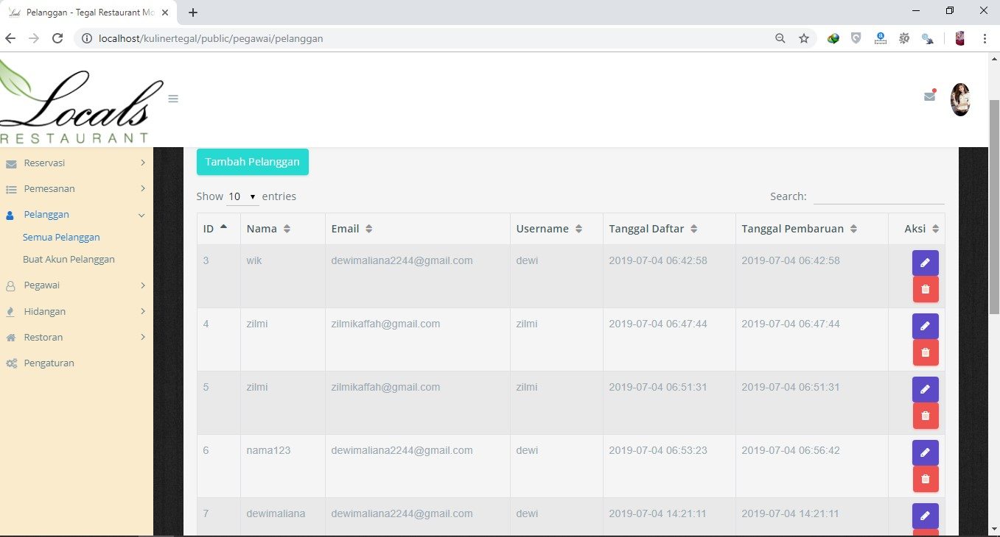 Pelanggan - Tegal Restaurant Mo
localhost/kulinertegal/public/pegawai/pelanggan
Locals
RESTAURANT
Reservasi
Pemesanan
Pelanggan
Semua Pelanggan
Buat Akun Pelanggan
Pegawai
Hidangan
Restoran
Pengaturan
Tambah Pelanggan
Show 10 entries
Search:
ID Nama Email Username Tanggal Daftar Tanggal Pembaruan Aksi
3 wik dewimaliana2244@gmail.com dewi 2019-07-04 06:42:58 2019-07-04 06:42:58
4 zilmi zilmikaffah@gmail.com zilmi 2019-07-04 06:47:44 2019-07-04 06:47:44
5 zilmi zilmikaffah@gmail.com zilmi 2019-07-04 06:51:31 2019-07-04 06:51:31
6 nama123 dewimaliana2244@gmail.com dewi 2019-07-04 06:53:23 2019-07-04 06:56:42
7 dewimaliana dewimaliana2244@gmail.com dewi 2019-07-04 14:21:11 2019-07-04 14:21:11